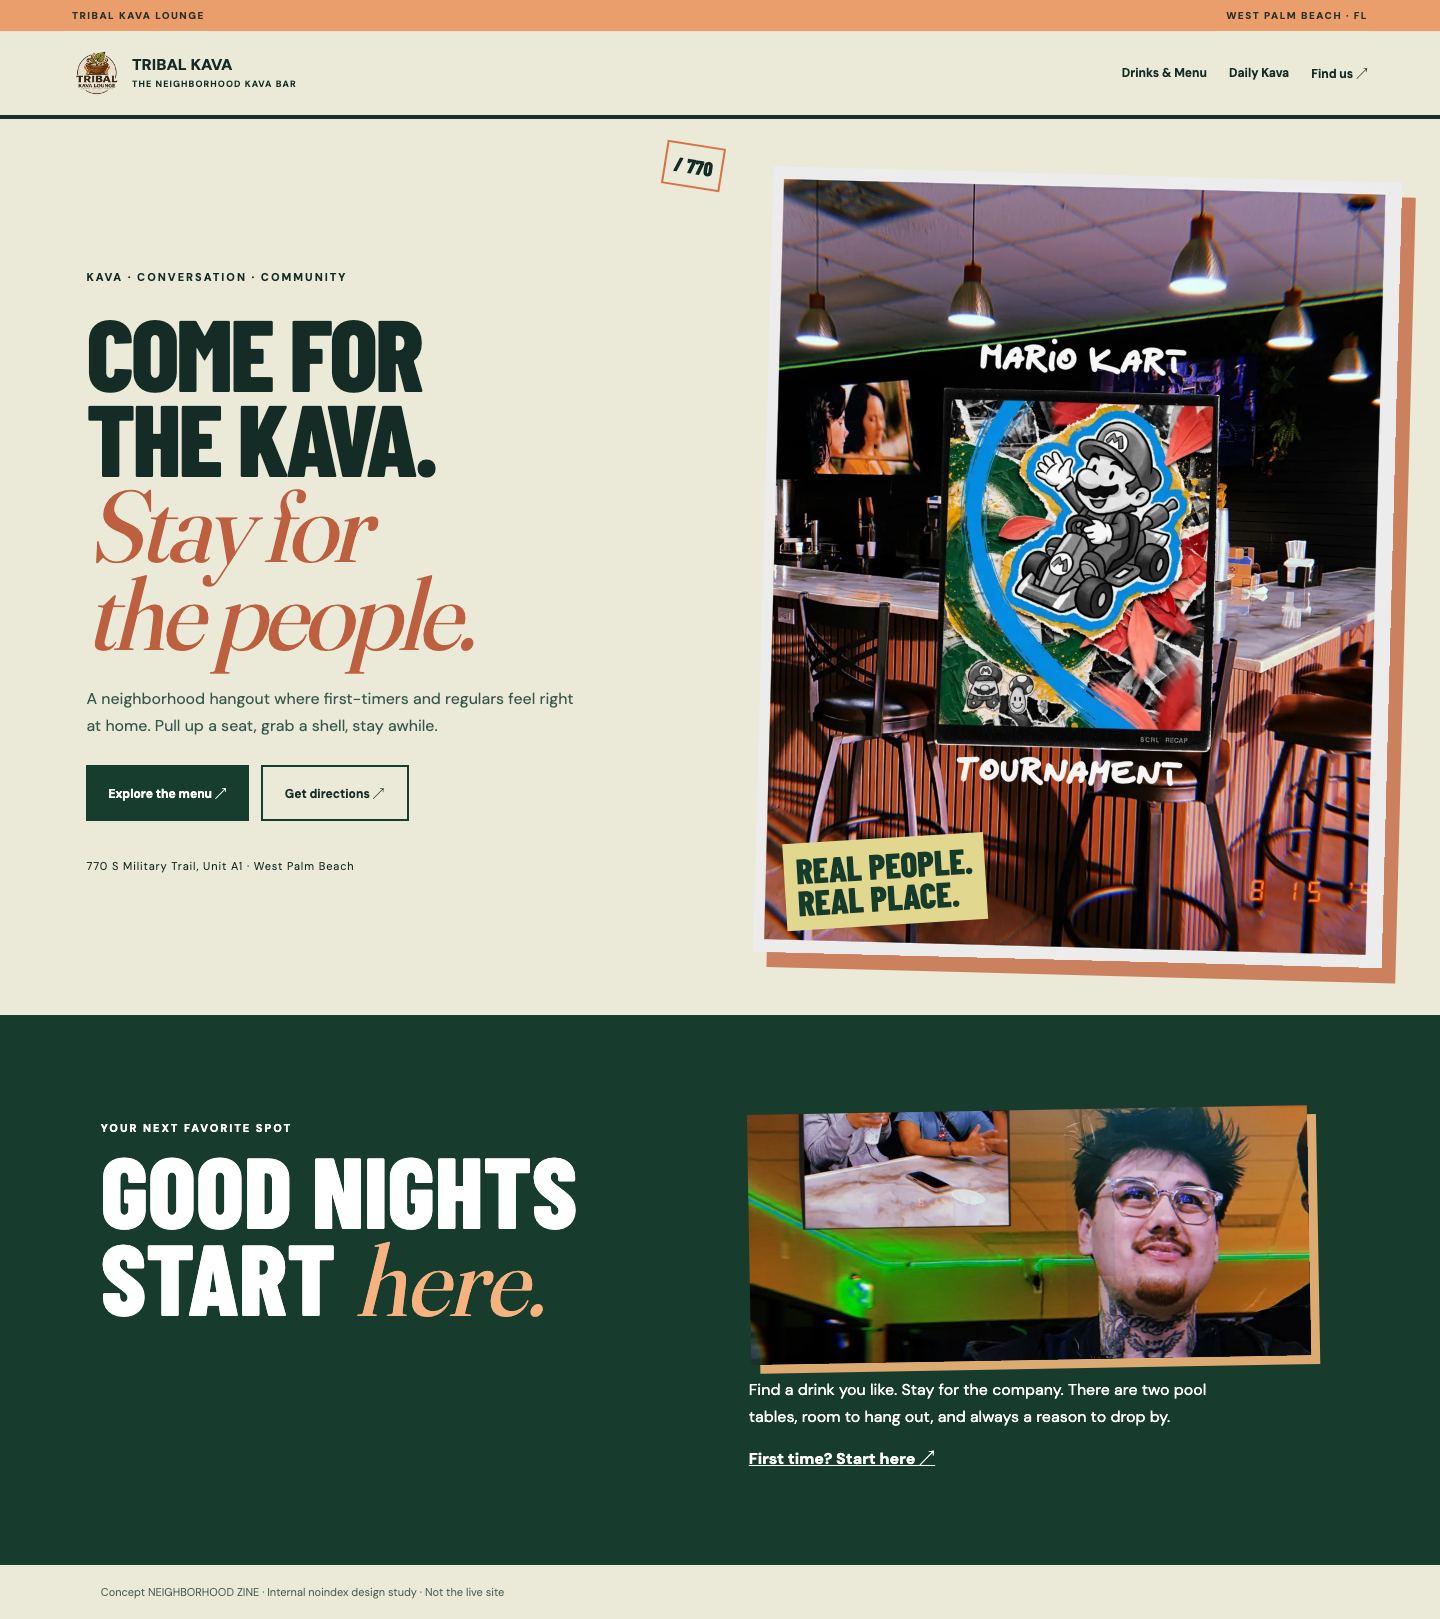 TRIBAL KAVA LOUNGE
WEST PALM BEACH · FL
TRIBAL
KAVA LOUNGE
TRIBAL KAVA
THE NEIGHBORHOOD KAVA BAR
Drinks & Menu
Daily Kava
Find us ↗
/ 770
KAVA · CONVERSATION · COMMUNITY
COME FOR
THE KAVA.
Stay for
the people.
A neighborhood hangout where first-timers and regulars feel right
at home. Pull up a seat, grab a shell, stay awhile.
Explore the menu ↗
Get directions ↗
770 S Military Trail, Unit A1 · West Palm Beach
MARIO KART
M
M
SCRL RECAP
TOURNAMENT
REAL PEOPLE.
REAL PLACE.
8 15 '9
YOUR NEXT FAVORITE SPOT
GOOD NIGHTS
START here.
Find a drink you like. Stay for the company. There are two pool
tables, room to hang out, and always a reason to drop by.
First time? Start here ↗
Concept NEIGHBORHOOD ZINE · Internal noindex design study · Not the live site